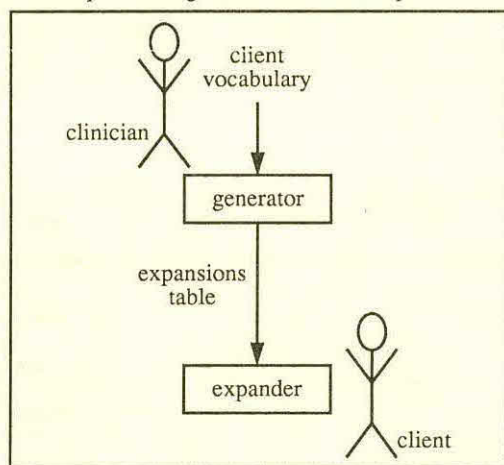 client
vocabulary
clinician
generator
expansions
table
expander
client